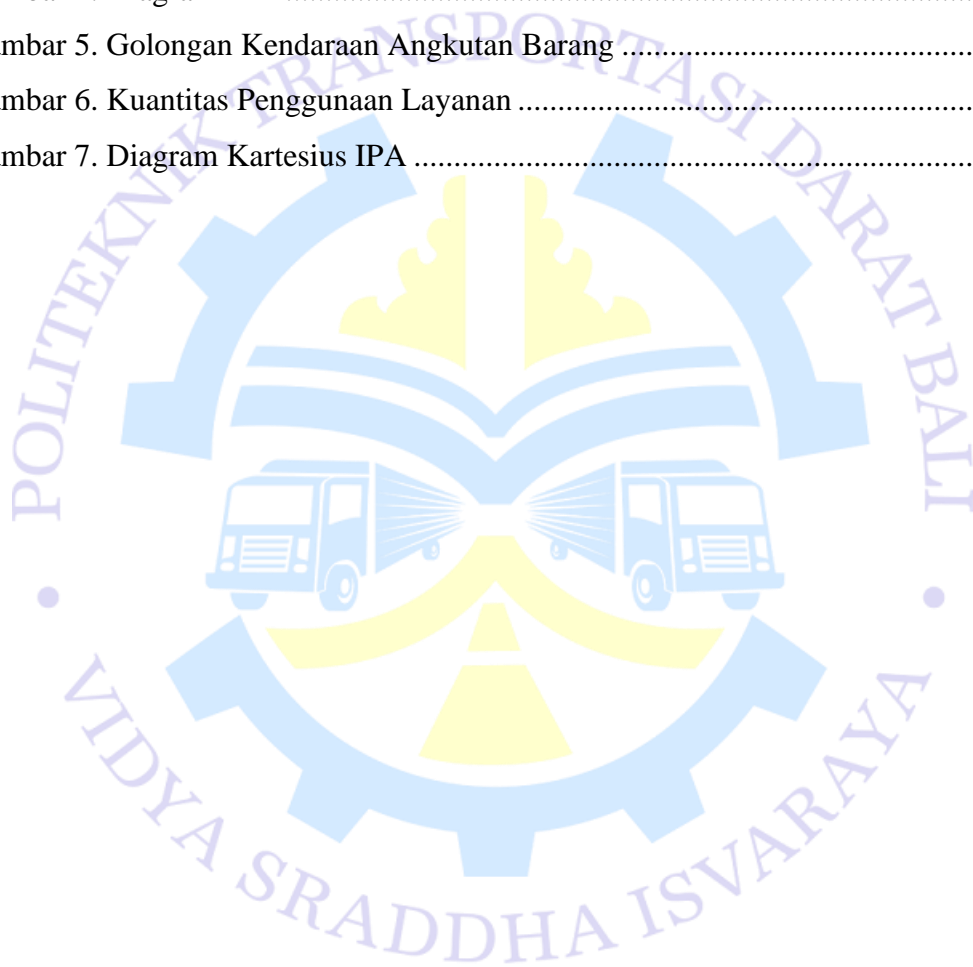 mbar 5. Golongan Kendaraan Angkutan Barang ........................................
mbar 6. Kuantitas Penggunaan Layanan ....................................................
mbar 7. Diagram Kartesius IPA ................................................................
POLITEKNIK TRANSPORTASI DARAT BALI
• VIDYA SRADDHA ISVARAYA •